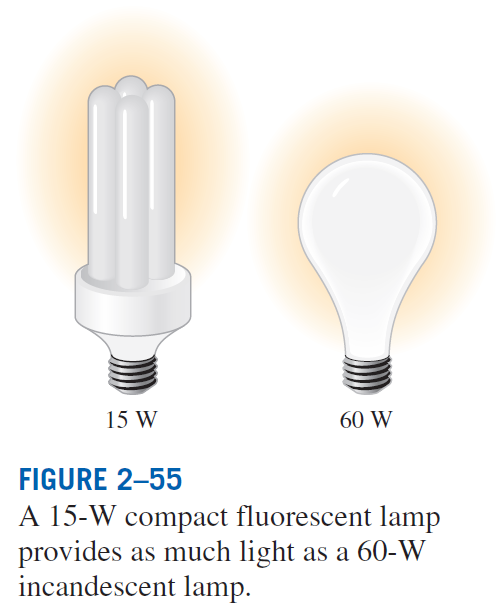 15 W
60 W
FIGURE 2–55
A 15-W compact fluorescent lamp
provides as much light as a 60-W
incandescent lamp.